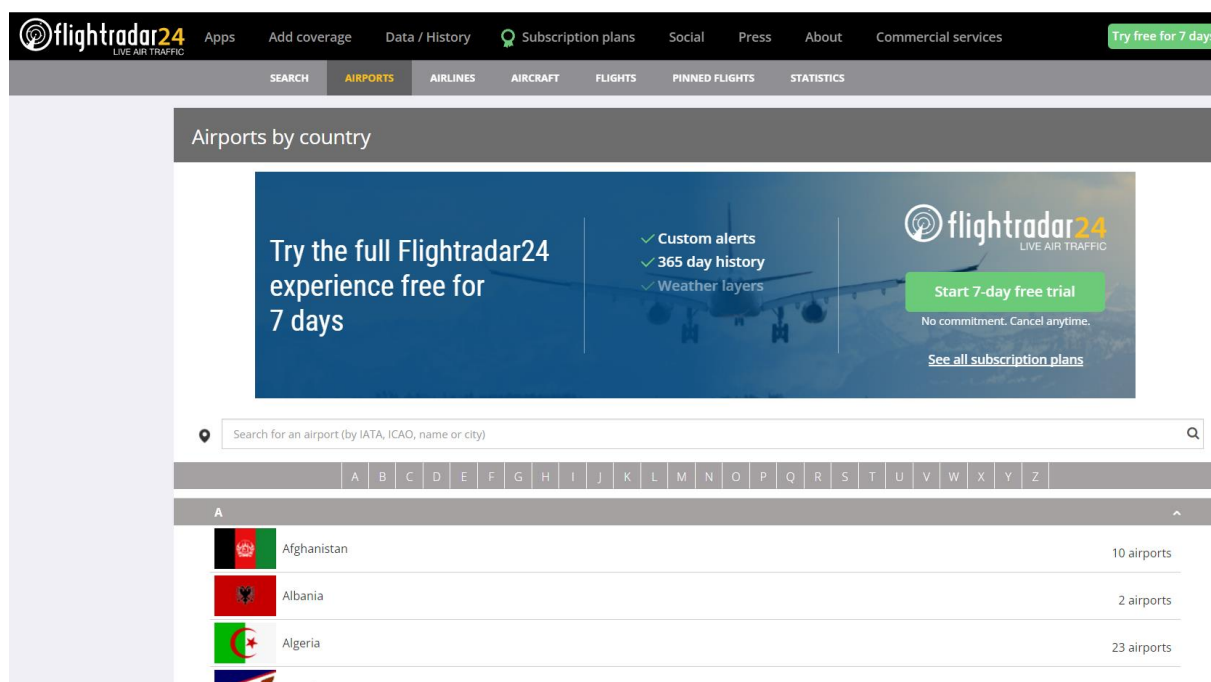 flightradar24
LIVE AIR TRAFFIC
Apps
Add coverage
Data / History
Subscription plans
Social
Press
About
Commercial services
Try free for 7 days
SEARCH
AIRPORTS
AIRLINES
AIRCRAFT
FLIGHTS
PINNED FLIGHTS
STATISTICS
Airports by country
Try the full Flightradar24
experience free for
7 days
Custom alerts
365 day history
Weather layers
flightradar24
LIVE AIR TRAFFIC
Start 7-day free trial
No commitment. Cancel anytime.
See all subscription plans
Search for an airport (by IATA, ICAO, name or city)
A B C D E F G H I J K L M N O P Q R S T U V W X Y Z
A
Afghanistan 10 airports
Albania 2 airports
Algeria 23 airports